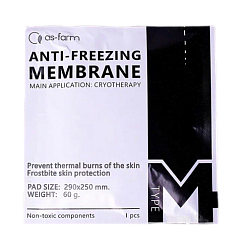 as-farm
ANTI-FREEZING
MEMBRANE
MAIN APPLICATION: CRYOTHERAPY
Prevent thermal burns of the skin
Frostbite skin protection
PAD SIZE: 290x250 mm.
WEIGHT: 60 g.
Non-toxic components
1 pcs
TYPE
M